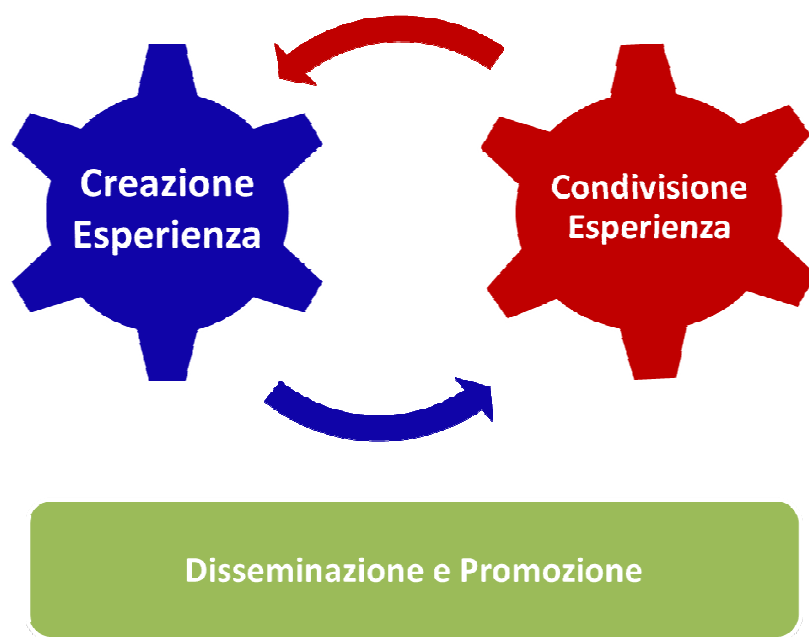 Creazione
Esperienza
Condivisione
Esperienza
Disseminazione e Promozione